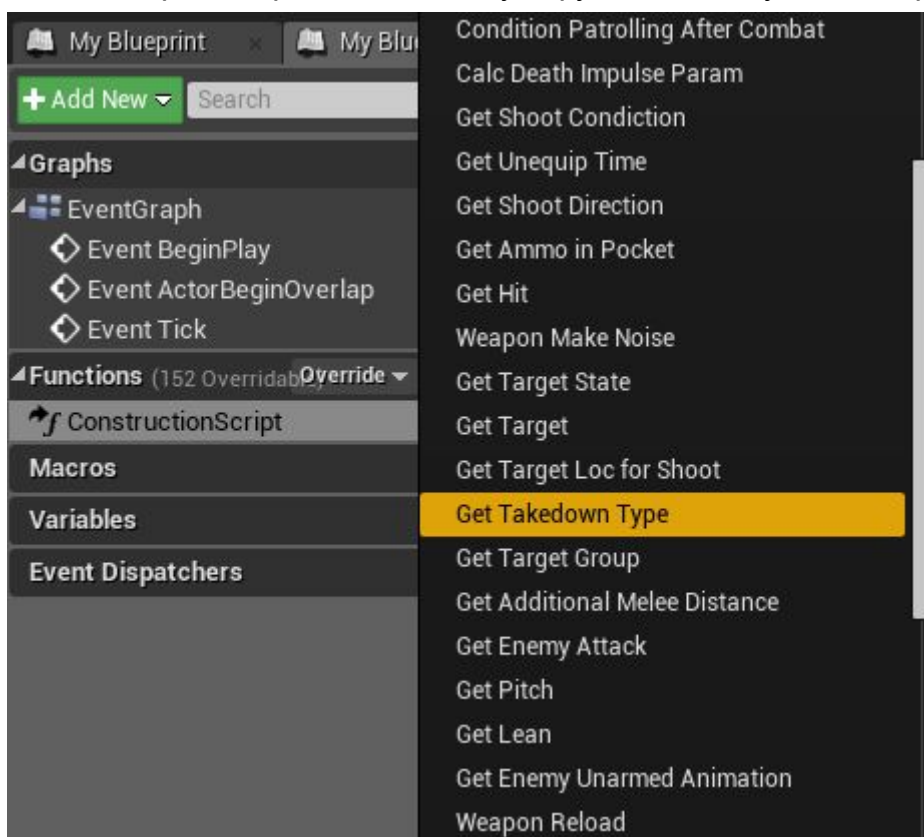 My Blueprint
My Blu
Add New
Search
Graphs
EventGraph
Event BeginPlay
Event ActorBeginOverlap
Event Tick
Functions (152 Overridab Override
ConstructionScript
Macros
Variables
Event Dispatchers
Condition Patrolling After Combat
Calc Death Impulse Param
Get Shoot Condiction
Get Unequip Time
Get Shoot Direction
Get Ammo in Pocket
Get Hit
Weapon Make Noise
Get Target State
Get Target
Get Target Loc for Shoot
Get Takedown Type
Get Target Group
Get Additional Melee Distance
Get Enemy Attack
Get Pitch
Get Lean
Get Enemy Unarmed Animation
Weapon Reload